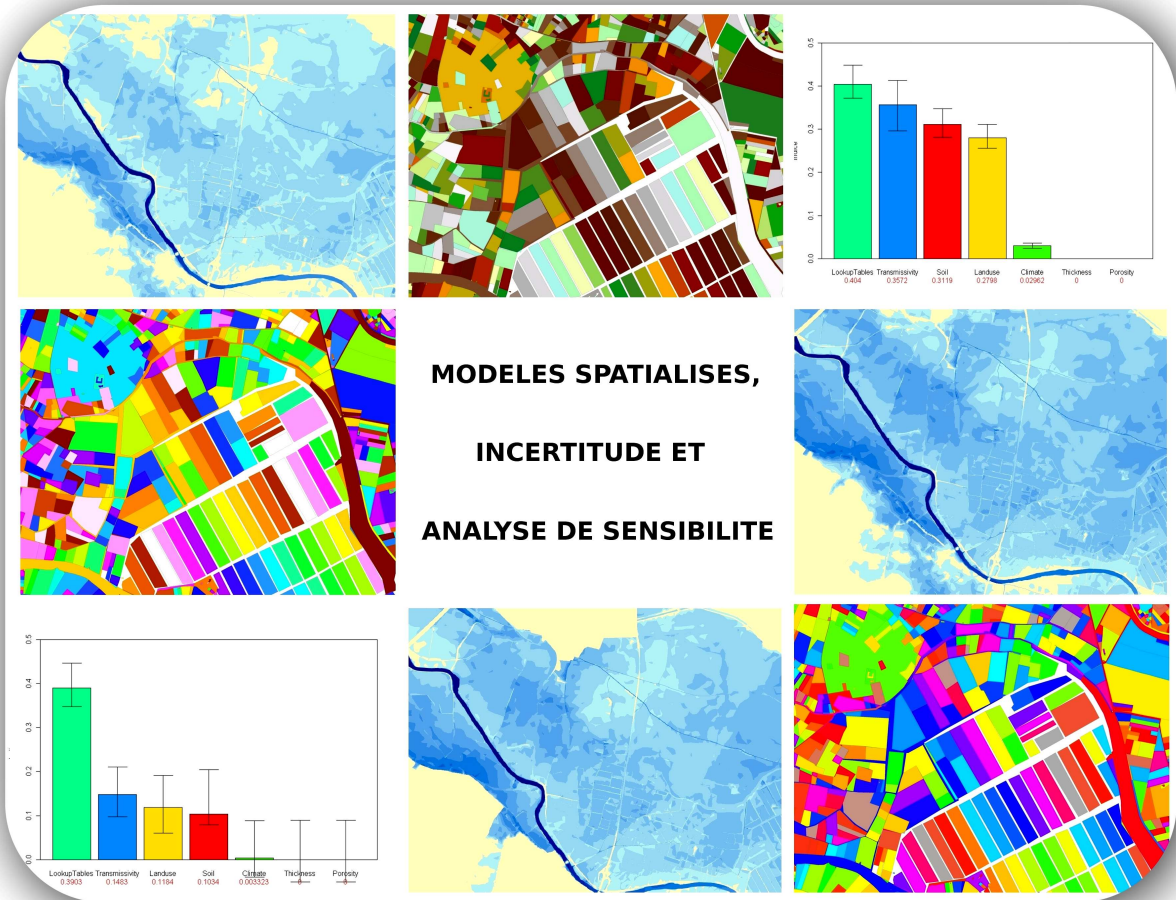 0.5
0.4
0.3
0.2
0.1
0.0
LookupTables Transmissivity Soil Landuse Climate Thickness Porosity
0.404 0.3572 0.3119 0.2798 0.02962 0 0
MODELES SPATIALISES,
INCERTITUDE ET
ANALYSE DE SENSIBILITE
0.5
0.4
0.3
0.2
0.1
0.0
LookupTables Transmissivity Landuse Soil Climate Thickness Porosity
0.3903 0.1483 0.1184 0.1034 0.003323